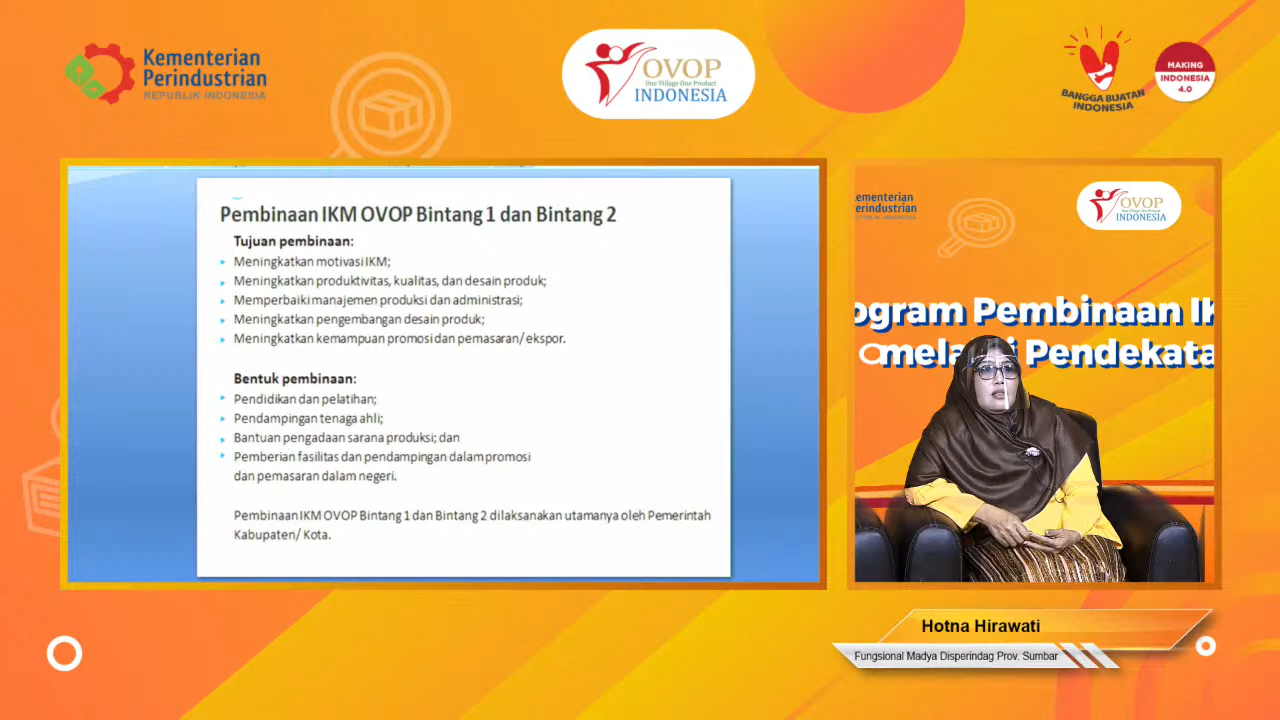 Kementerian
Perindustrian
REPUBLIK INDONESIA
OVOP
One Village One Product
INDONESIA
BANGGA BUATAN
INDONESIA
MAKING
INDONESIA
4.0
Pembinaan IKM OVOP Bintang 1 dan Bintang 2
Tujuan pembinaan:
Meningkatkan motivasi IKM;
Meningkatkan produktivitas, kualitas, dan desain produk;
Memperbaiki manajemen produksi dan administrasi;
Meningkatkan pengembangan desain produk;
Meningkatkan kemampuan promosi dan pemasaran/ ekspor.
Bentuk pembinaan:
Pendidikan dan pelatihan;
Pendampingan tenaga ahli;
Bantuan pengadaan sarana produksi; dan
Pemberian fasilitas dan pendampingan dalam promosi
dan pemasaran dalam negeri.
Pembinaan IKM OVOP Bintang 1 dan Bintang 2 dilaksanakan utamanya oleh Pemerintah
Kabupaten/ Kota.
ementerian
erindustrian
OVOP
INDONESIA
ogram Pembinaan IK
mela i Pendekata
Hotna Hirawati
Fungsional Madya Disperindag Prov. Sumbar